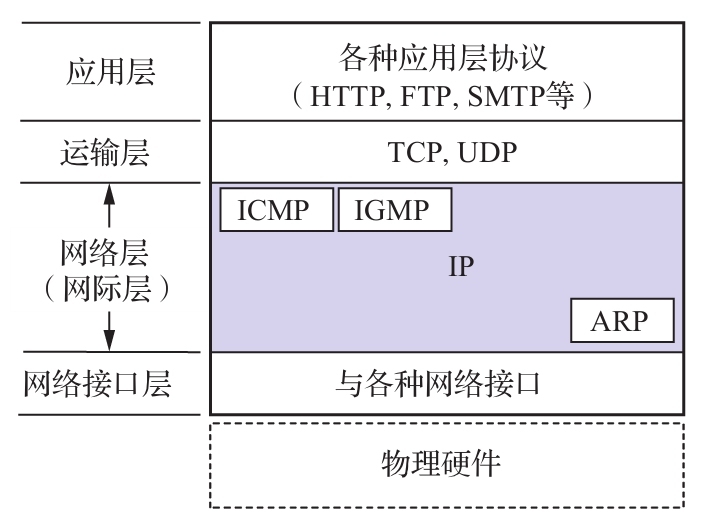 应用层
各种应用层协议
（HTTP, FTP, SMTP等）
运输层
TCP, UDP
ICMP
IGMP
网络层
（网际层）
IP
ARP
网络接口层
与各种网络接口
物理硬件